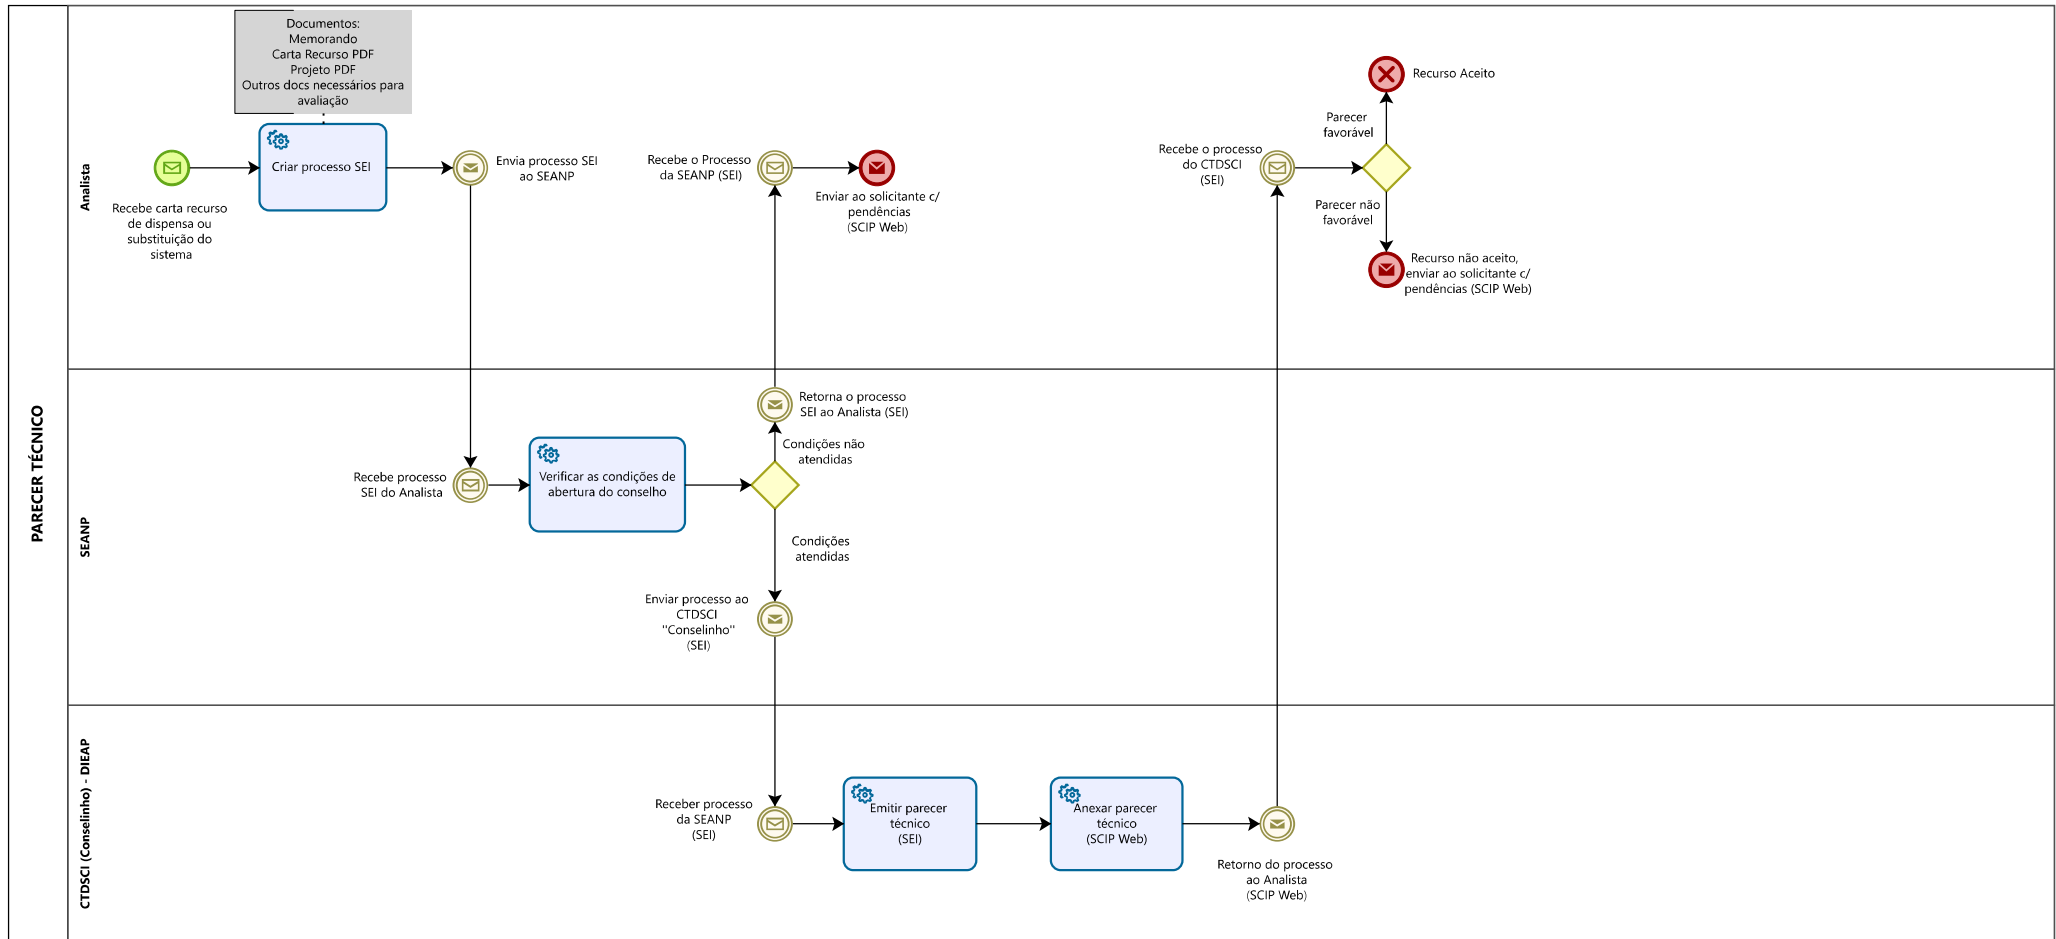 PARECER TÉCNICO
Analista
Documentos:
Memorando
Carta Recurso PDF
Projeto PDF
Outros docs necessários para
avaliação
Recebe carta recurso
de dispensa ou
substituição do
sistema
Criar processo SEI
Envia processo SEI
ao SEANP
Recebe o Processo
da SEANP (SEI)
Enviar ao solicitante c/
pendências
(SCIP Web)
Recebe o processo
do CTDSCI
(SEI)
Parecer
favorável
Recurso Aceito
Parecer não
favorável
Recurso não aceito,
enviar ao solicitante c/
pendências (SCIP Web)
SEANP
Recebe processo
SEI do Analista
Verificar as condições de
abertura do conselho
Retorna o processo
SEI ao Analista (SEI)
Condições não
atendidas
Condições
atendidas
Enviar processo ao
CTDSCI
"Conselinho"
(SEI)
CTDSCI (Conselinho) - DIEAP
Receber processo
da SEANP
(SEI)
Emitir parecer
técnico
(SEI)
Anexar parecer
técnico
(SCIP Web)
Retorno do processo
ao Analista
(SCIP Web)